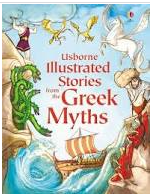 Usborne
Illustrated
Stories
from the Greek
Myths